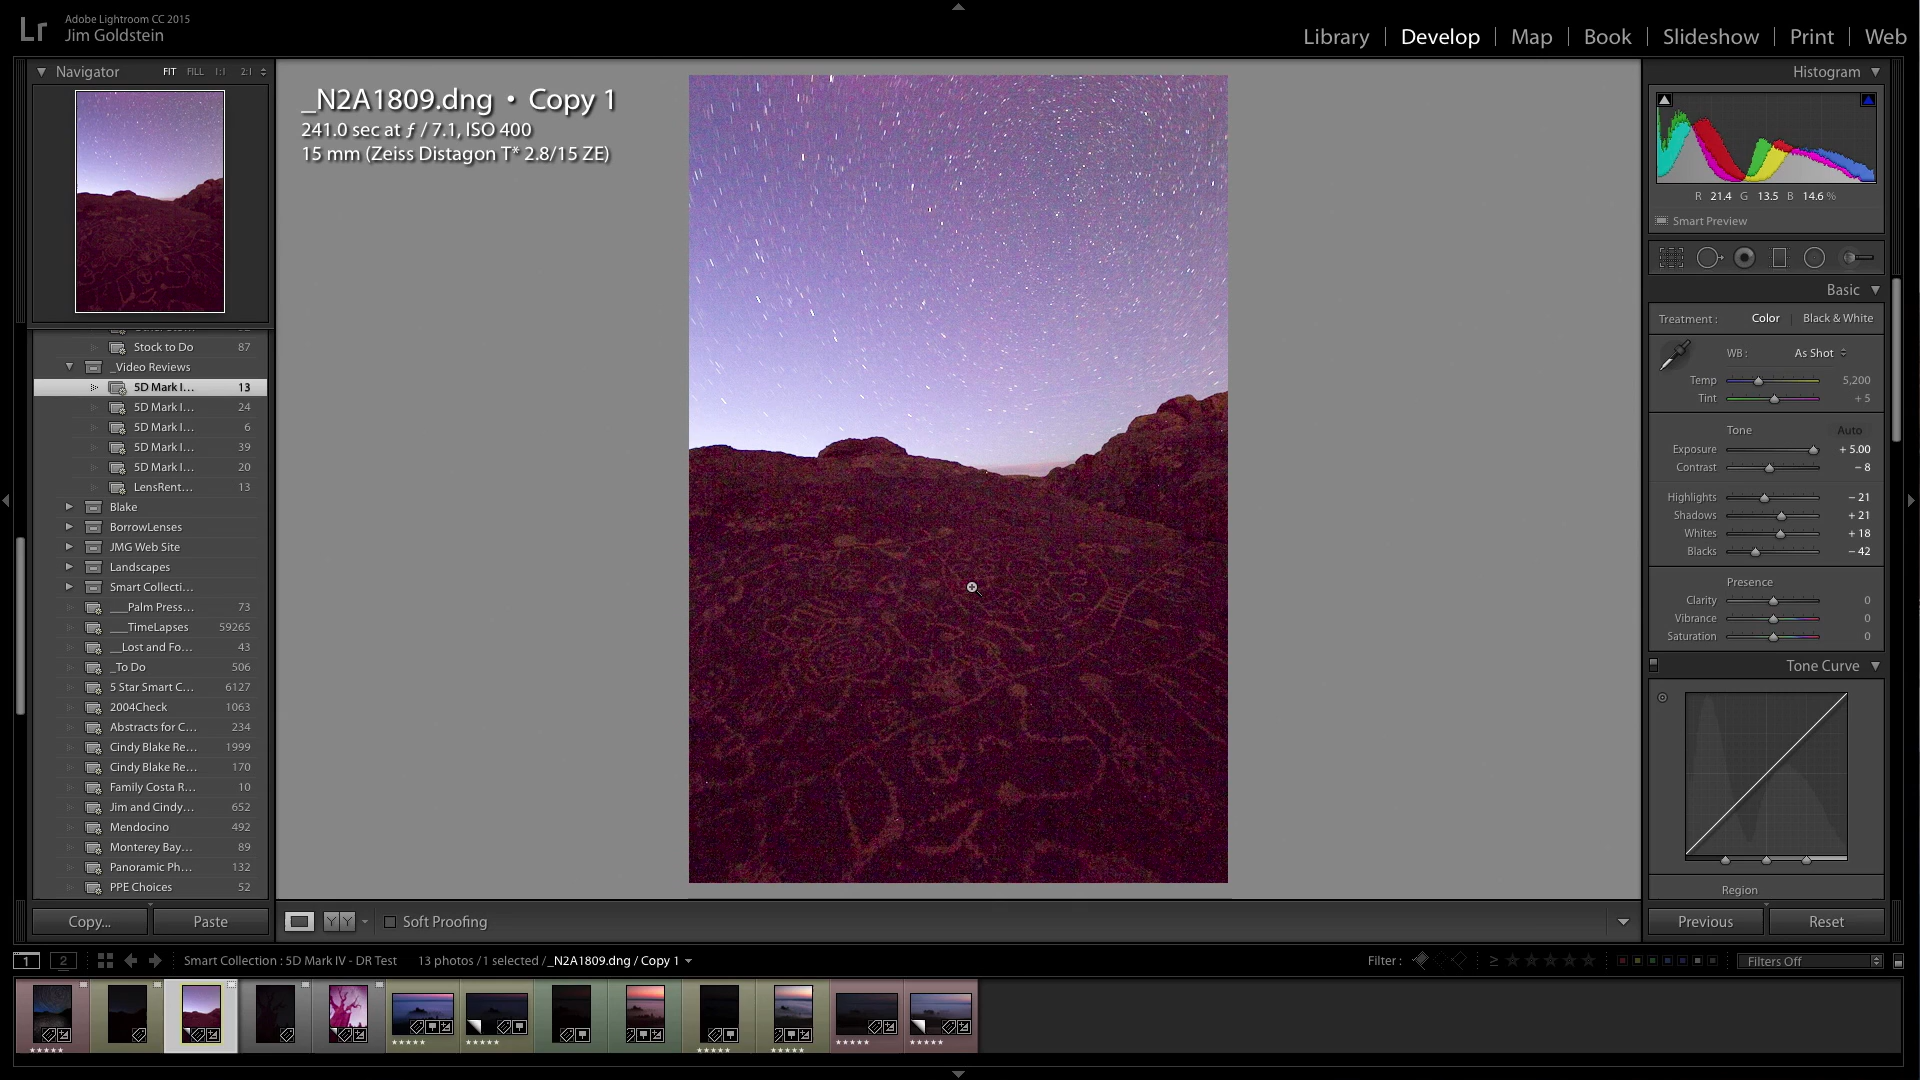 Lr
Adobe Lightroom CC 2015
Jim Goldstein
Library | Develop | Map | Book | Slideshow | Print | Web
Navigator FIT FILL 1:1 2:1
Stock to Do 87
_Video Reviews
5D Mark I... 13
5D Mark I... 24
5D Mark I... 6
5D Mark I... 39
5D Mark I... 20
LensRent... 13
Blake
BorrowLenses
JMG Web Site
Landscapes
Smart Collecti...
___Palm Press... 73
___TimeLapses 59265
__Lost and Fo... 43
_To Do 506
5 Star Smart C... 6127
2004Check 1063
Abstracts for C... 234
Cindy Blake Re... 1999
Cindy Blake Re... 170
Family Costa R... 10
Jim and Cindy... 652
Mendocino 492
Monterey Bay... 89
Panoramic Ph... 132
PPE Choices 52
Copy... Paste
_N2A1809.dng • Copy 1
241.0 sec at ƒ / 7.1, ISO 400
15 mm (Zeiss Distagon T* 2.8/15 ZE)
YY Soft Proofing
Histogram
R 21.4 G 13.5 B 14.6 %
Smart Preview
Basic
Treatment : Color | Black & White
WB : As Shot
Temp 5,200
Tint + 5
Tone Auto
Exposure + 5.00
Contrast − 8
Highlights − 21
Shadows + 21
Whites + 18
Blacks − 42
Presence
Clarity 0
Vibrance 0
Saturation 0
Tone Curve
Region
Previous Reset
1 2 Smart Collection : 5D Mark IV - DR Test 13 photos / 1 selected / _N2A1809.dng / Copy 1 Filter : ≥ Filters Off